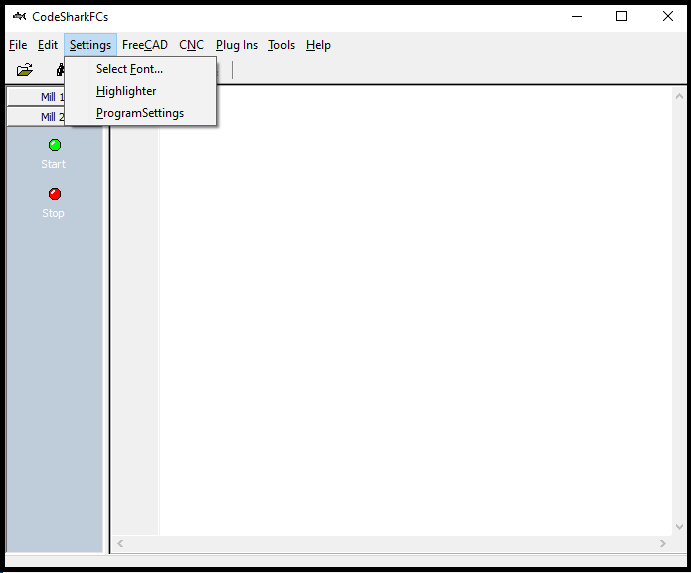 CodeSharkFCs
File Edit Settings FreeCAD CNC Plug Ins Tools Help
Select Font...
Highlighter
ProgramSettings
Mill 1
Mill 2
Start
Stop